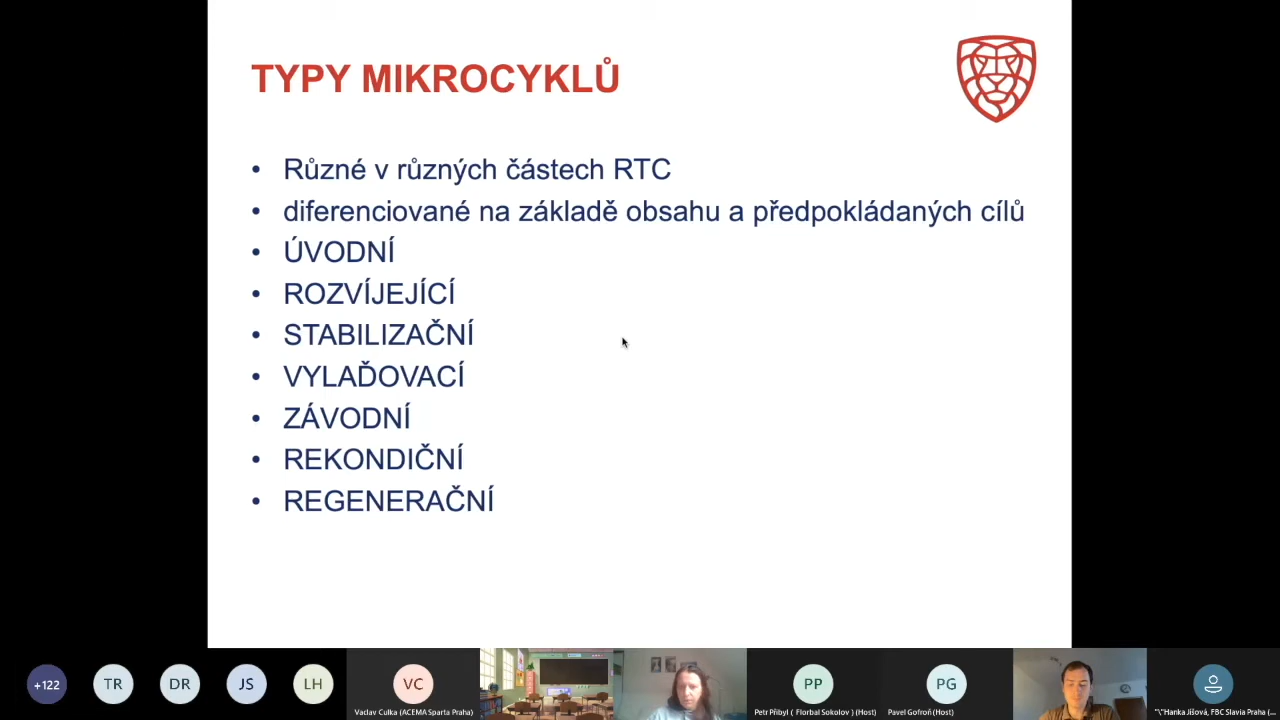 TYPY MIKROCYKLŮ
• Různé v různých částech RTC
• diferenciované na základě obsahu a předpokládaných cílů
• ÚVODNÍ
• ROZVÍJEJÍCÍ
• STABILIZAČNÍ
• VYLAĎOVACÍ
• ZÁVODNÍ
• REKONDIČNÍ
• REGENERAČNÍ
+122 TR DR JS LH VC PP PG
Vaclav Culka (ACEMA Sparta Praha) Petr Přibyl ( Florbal Sokolov ) (Host) Pavel Gofroň (Host) "\"Hanka Jíšová, FBC Slavia Praha (...